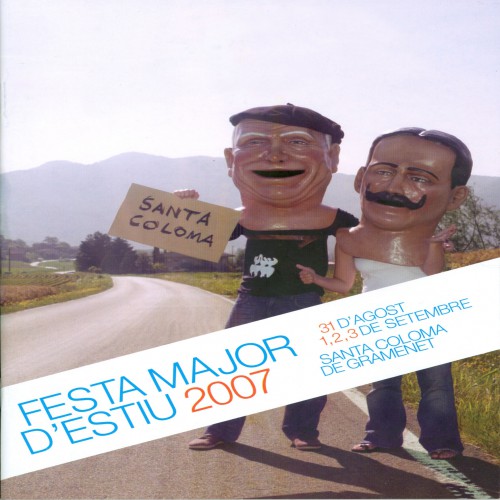 SANTA
COLOMA
31 D'AGOST
1, 2, 3 DE SETEMBRE
SANTA COLOMA
DE GRAMENET
FESTA MAJOR
D'ESTIU 2007